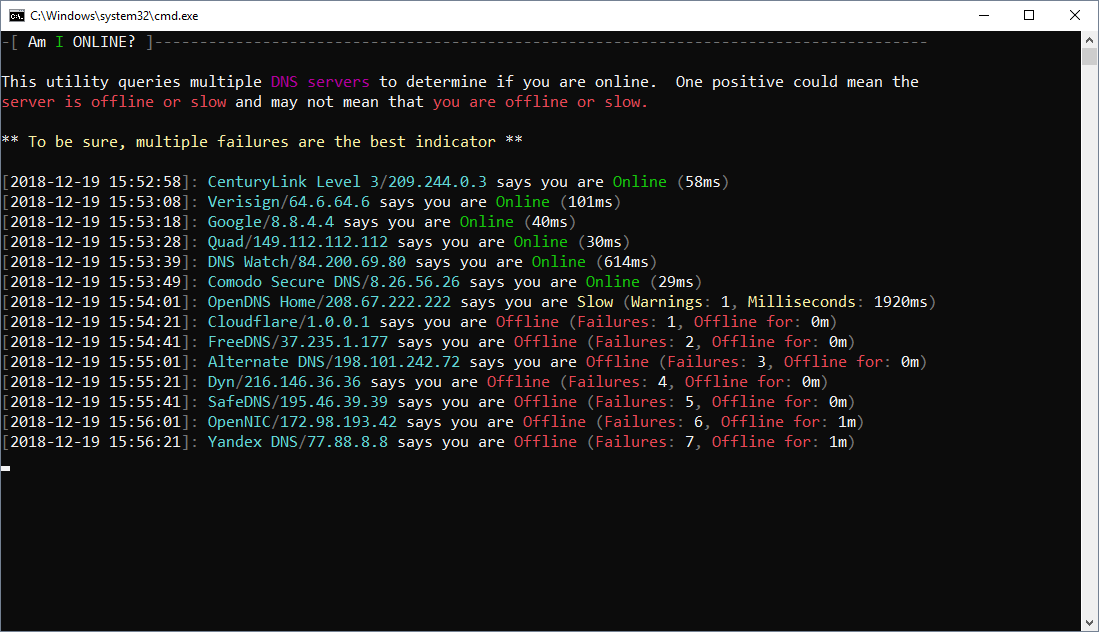 C:\Windows\system32\cmd.exe
-[ Am I ONLINE? ]--------------------------------------------------------------------------------------
This utility queries multiple DNS servers to determine if you are online.  One positive could mean the
server is offline or slow and may not mean that you are offline or slow.
** To be sure, multiple failures are the best indicator **
[2018-12-19 15:52:58]: CenturyLink Level 3/209.244.0.3 says you are Online (58ms)
[2018-12-19 15:53:08]: Verisign/64.6.64.6 says you are Online (101ms)
[2018-12-19 15:53:18]: Google/8.8.4.4 says you are Online (40ms)
[2018-12-19 15:53:28]: Quad/149.112.112.112 says you are Online (30ms)
[2018-12-19 15:53:39]: DNS Watch/84.200.69.80 says you are Online (614ms)
[2018-12-19 15:53:49]: Comodo Secure DNS/8.26.56.26 says you are Online (29ms)
[2018-12-19 15:54:01]: OpenDNS Home/208.67.222.222 says you are Slow (Warnings: 1, Milliseconds: 1920ms)
[2018-12-19 15:54:21]: Cloudflare/1.0.0.1 says you are Offline (Failures: 1, Offline for: 0m)
[2018-12-19 15:54:41]: FreeDNS/37.235.1.177 says you are Offline (Failures: 2, Offline for: 0m)
[2018-12-19 15:55:01]: Alternate DNS/198.101.242.72 says you are Offline (Failures: 3, Offline for: 0m)
[2018-12-19 15:55:21]: Dyn/216.146.36.36 says you are Offline (Failures: 4, Offline for: 0m)
[2018-12-19 15:55:41]: SafeDNS/195.46.39.39 says you are Offline (Failures: 5, Offline for: 0m)
[2018-12-19 15:56:01]: OpenNIC/172.98.193.42 says you are Offline (Failures: 6, Offline for: 1m)
[2018-12-19 15:56:21]: Yandex DNS/77.88.8.8 says you are Offline (Failures: 7, Offline for: 1m)